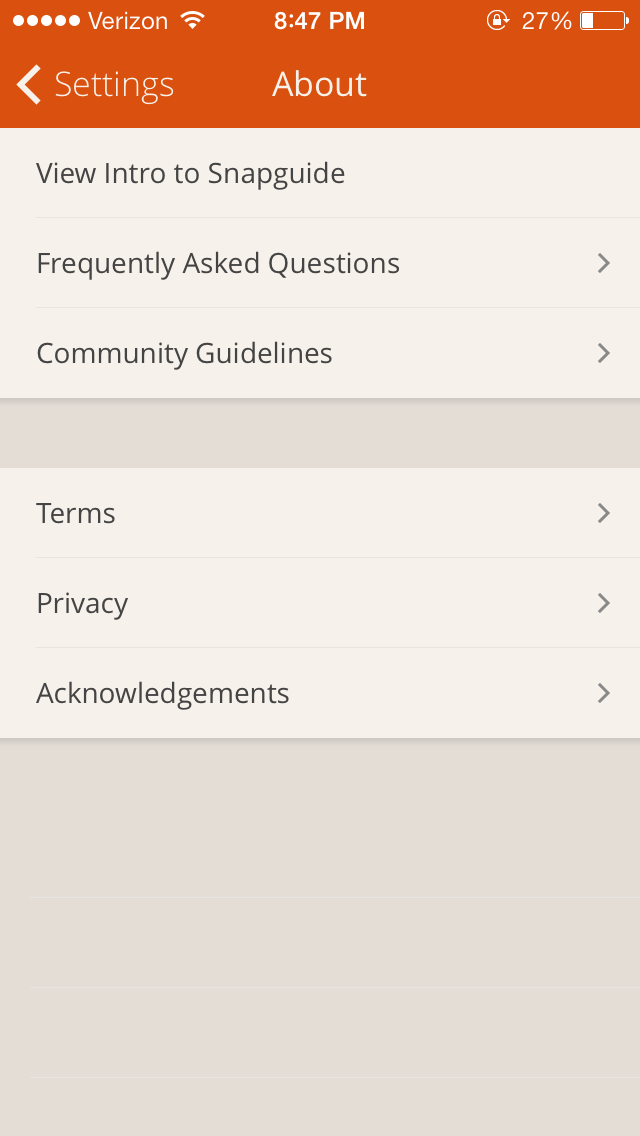 Verizon 8:47 PM 27%
Settings About
View Intro to Snapguide
Frequently Asked Questions
Community Guidelines
Terms
Privacy
Acknowledgements